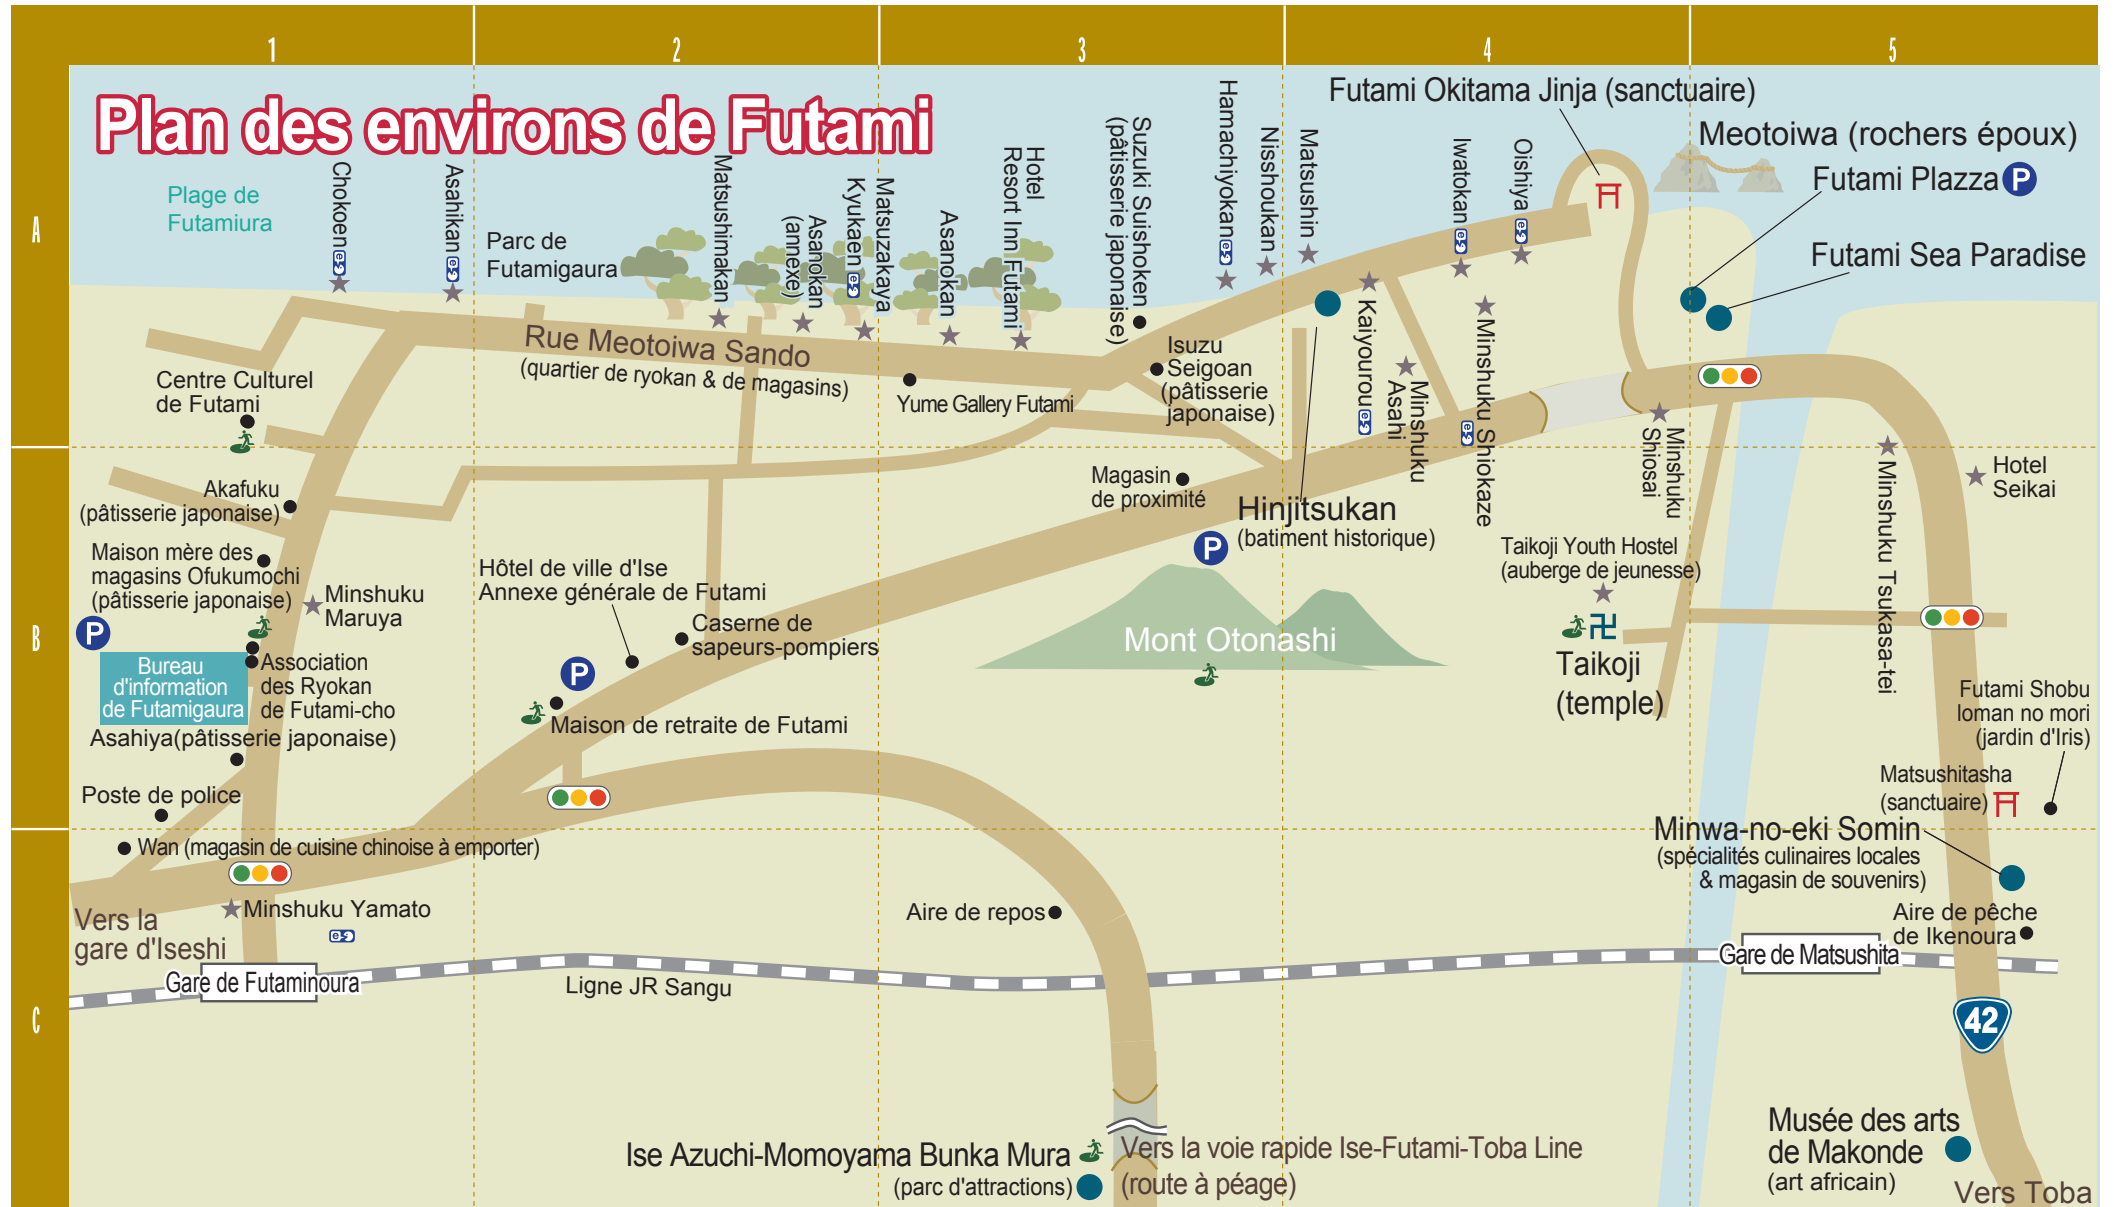 1
2
3
4
5
A
B
C
Plan des environs de Futami
Plage de
Futamiura
Chokoen
Asahikan
Parc de
Futamigaura
Matsushimakan
Asanokan
(annexe)
Kyukaen
Matsuzakaya
Asanokan
Hotel
Resort Inn Futami
Suzuki Suishoken
(pâtisserie japonaise)
Hamachiyokan
Nisshoukan
Matsushin
Iwatokan
Oishiya
Futami Okitama Jinja (sanctuaire)
Meotoiwa (rochers époux)
Futami Plazza P
Futami Sea Paradise
Rue Meotoiwa Sando
(quartier de ryokan & de magasins)
Yume Gallery Futami
Isuzu
Seigoan
(pâtisserie
japonaise)
Kaiyourou
Minshuku
Asahi
Minshuku Shiokaze
Minshuku
Shiosai
Centre Culturel
de Futami
Akafuku
(pâtisserie japonaise)
Maison mère des
magasins Ofukumochi
(pâtisserie japonaise)
Minshuku
Maruya
P
Bureau
d'information
de Futamigaura
Association
des Ryokan
de Futami-cho
Asahiya(pâtisserie japonaise)
Poste de police
Hôtel de ville d'Ise
Annexe générale de Futami
Caserne de
sapeurs-pompiers
P
Maison de retraite de Futami
Magasin
de proximité
Hinjitsukan
(batiment historique)
P
Mont Otonashi
Taikoji Youth Hostel
(auberge de jeunesse)
卍
Taikoji
(temple)
Minshuku Tsukasa-tei
Hotel
Seikai
Futami Shobu
loman no mori
(jardin d'Iris)
Matsushitasha
(sanctuaire)
Wan (magasin de cuisine chinoise à emporter)
Minshuku Yamato
Vers la
gare d'Iseshi
Gare de Futaminoura
Ligne JR Sangu
Aire de repos
Minwa-no-eki Somin
(spécialités culinaires locales
& magasin de souvenirs)
Aire de pêche
de Ikenoura
Gare de Matsushita
42
Ise Azuchi-Momoyama Bunka Mura
(parc d'attractions)
Vers la voie rapide Ise-Futami-Toba Line
(route à péage)
Musée des arts
de Makonde
(art africain)
Vers Toba